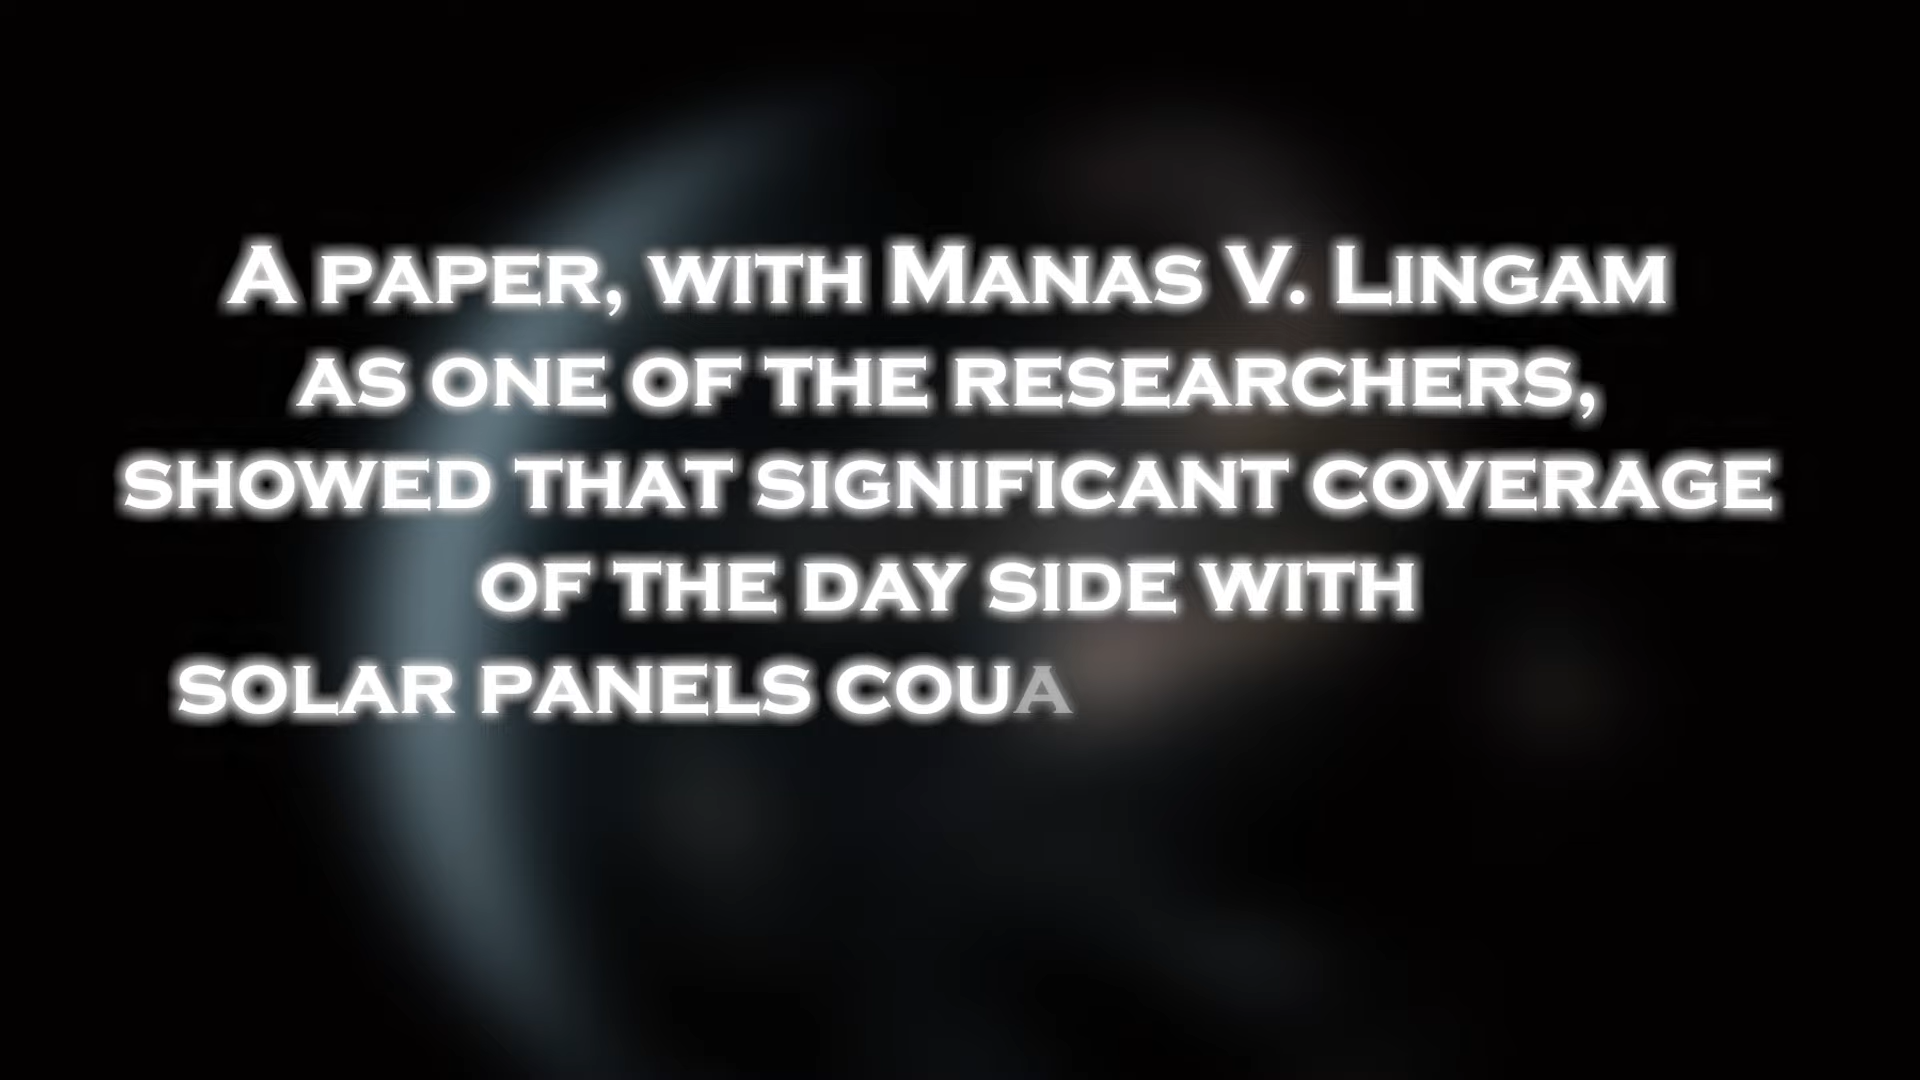 A PAPER, WITH MANAS V. LINGAM
AS ONE OF THE RESEARCHERS,
SHOWED THAT SIGNIFICANT COVERAGE
OF THE DAY SIDE WITH
SOLAR PANELS COUA